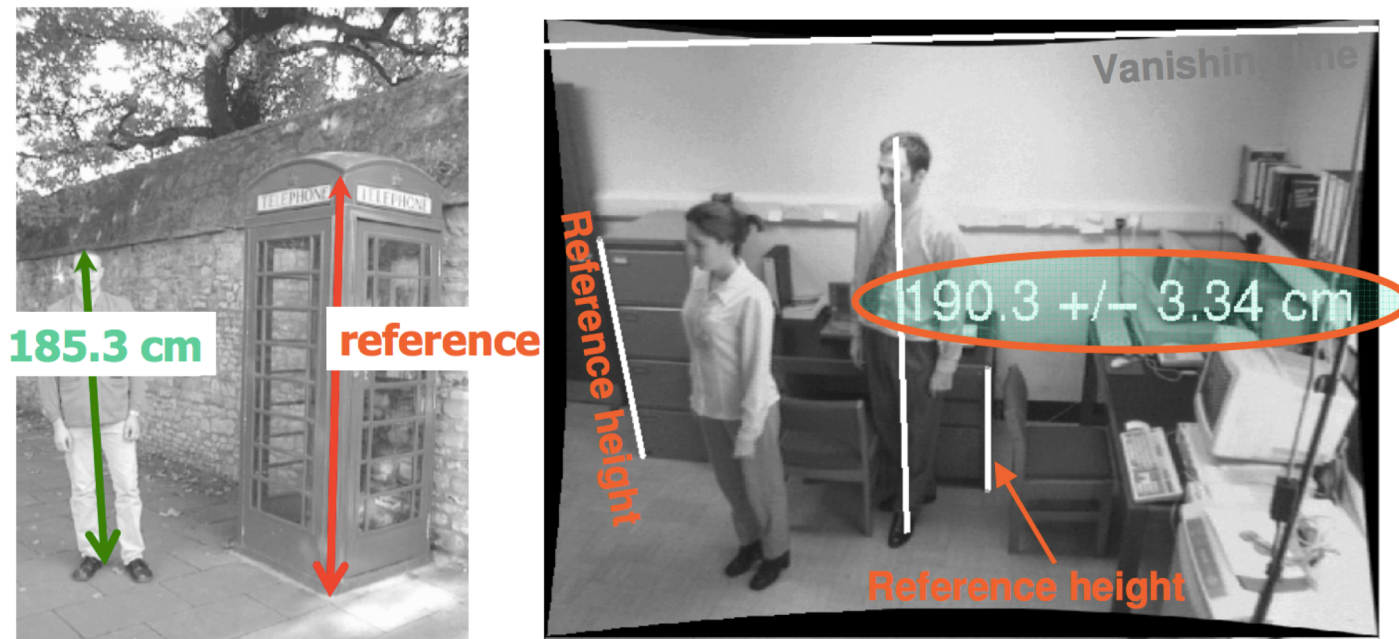 TELEPHONE TELEPHONE
185.3 cm
reference
Vanishing line
Reference height
190.3 +/- 3.34 cm
Reference height